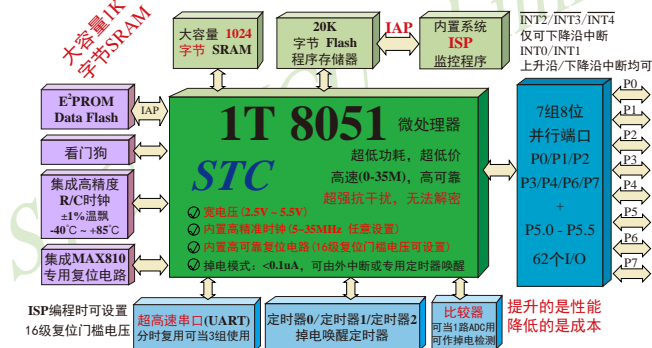 大容量1K
字节SRAM
大容量 1024
字节 SRAM
20K
字节 Flash
程序存储器
IAP
内置系统
ISP
监控程序
INT2/INT3/INT4
仅可下降沿中断
INT0/INT1
上升沿/下降沿中断均可
E²PROM
Data Flash
IAP
看门狗
集成高精度
R/C时钟
±1%温飘
-40℃ ~ +85℃
集成MAX810
专用复位电路
1T 8051 微处理器
STC
超低功耗，超低价
高速(0-35M)，高可靠
超强抗干扰，无法解密
宽电压(2.5V ~ 5.5V)
内置高精准时钟(5~35MHz 任意设置)
内置高可靠复位电路(16级复位门槛电压可设置)
掉电模式：<0.1uA，可由外中断或专用定时器唤醒
7组8位
并行端口
P0/P1/P2
P3/P4/P6/P7
+
P5.0 - P5.5
62个I/O
P0
P1
P2
P3
P4
P5
P6
P7
ISP编程时可设置
16级复位门槛电压
超高速串口(UART)
分时复用可当3组使用
定时器0/定时器1/定时器2
掉电唤醒定时器
比较器
可当1路ADC用
可作掉电检测
提升的是性能
降低的是成本